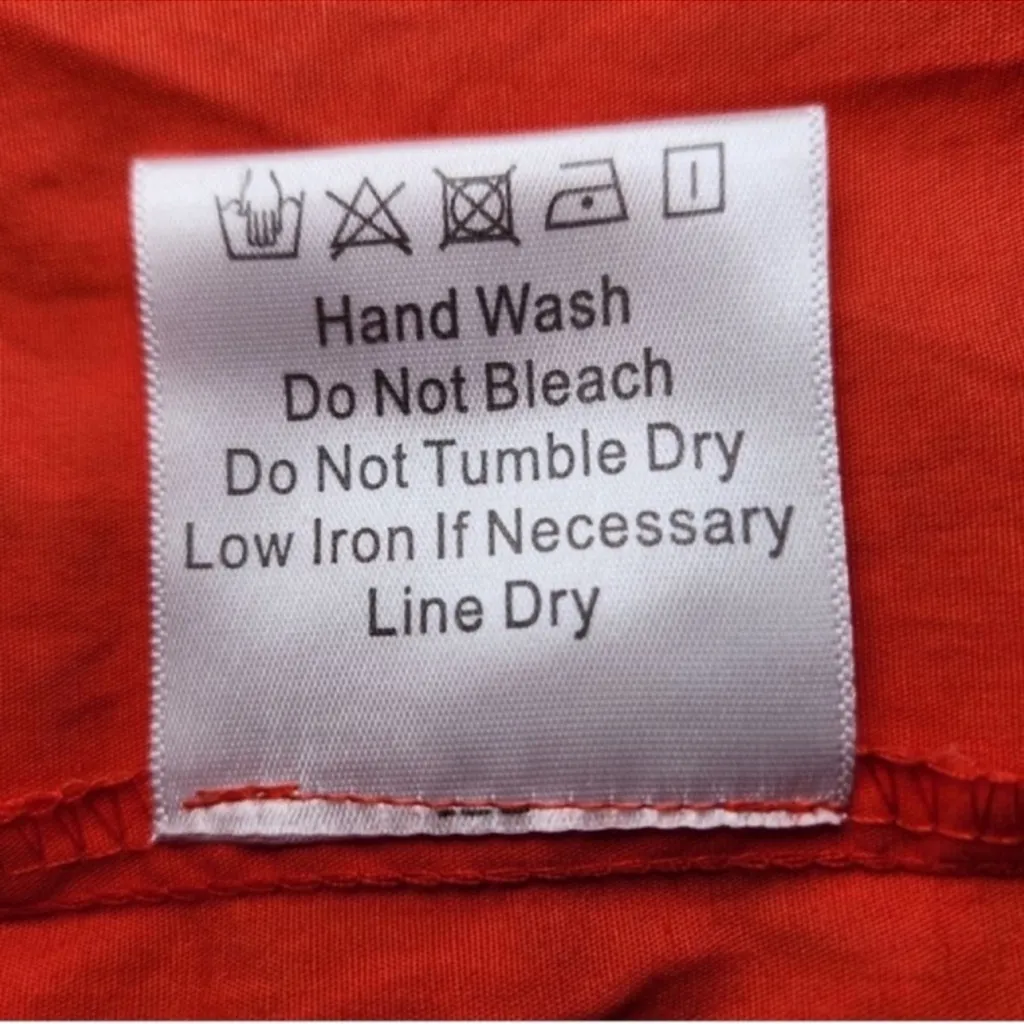 Hand Wash
Do Not Bleach
Do Not Tumble Dry
Low Iron If Necessary
Line Dry